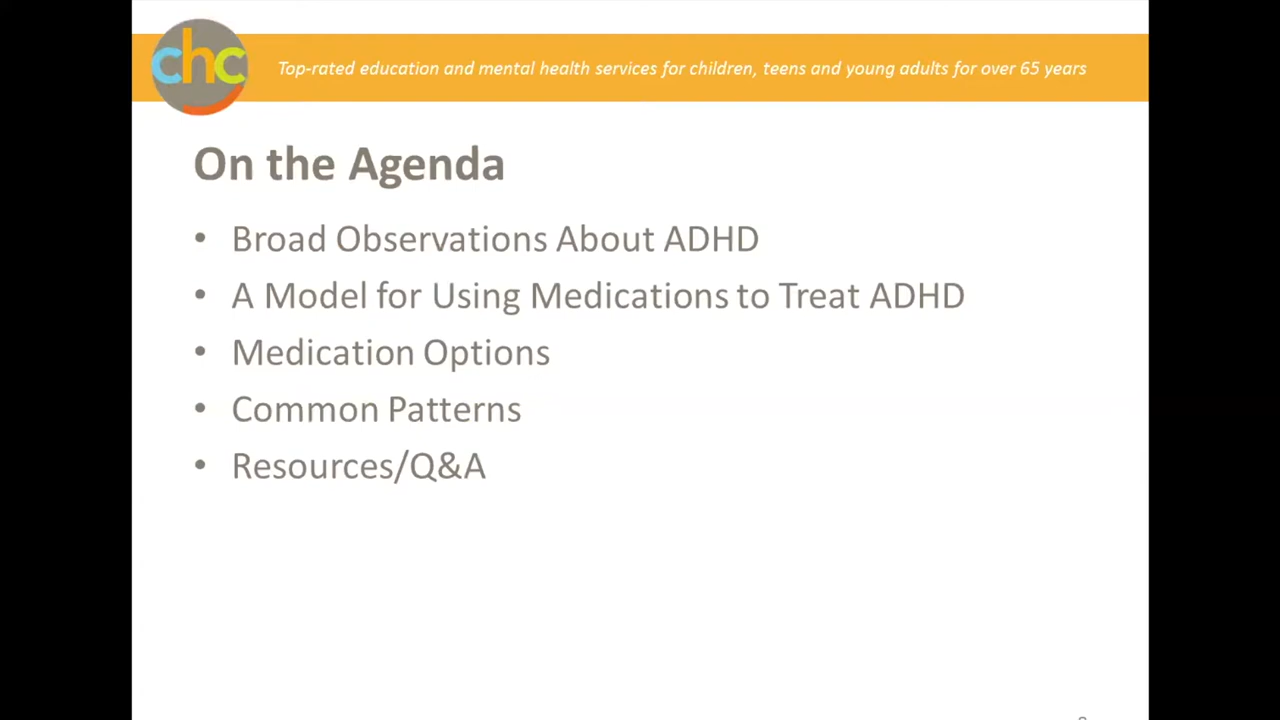 chc
Top-rated education and mental health services for children, teens and young adults for over 65 years
On the Agenda
• Broad Observations About ADHD
• A Model for Using Medications to Treat ADHD
• Medication Options
• Common Patterns
• Resources/Q&A